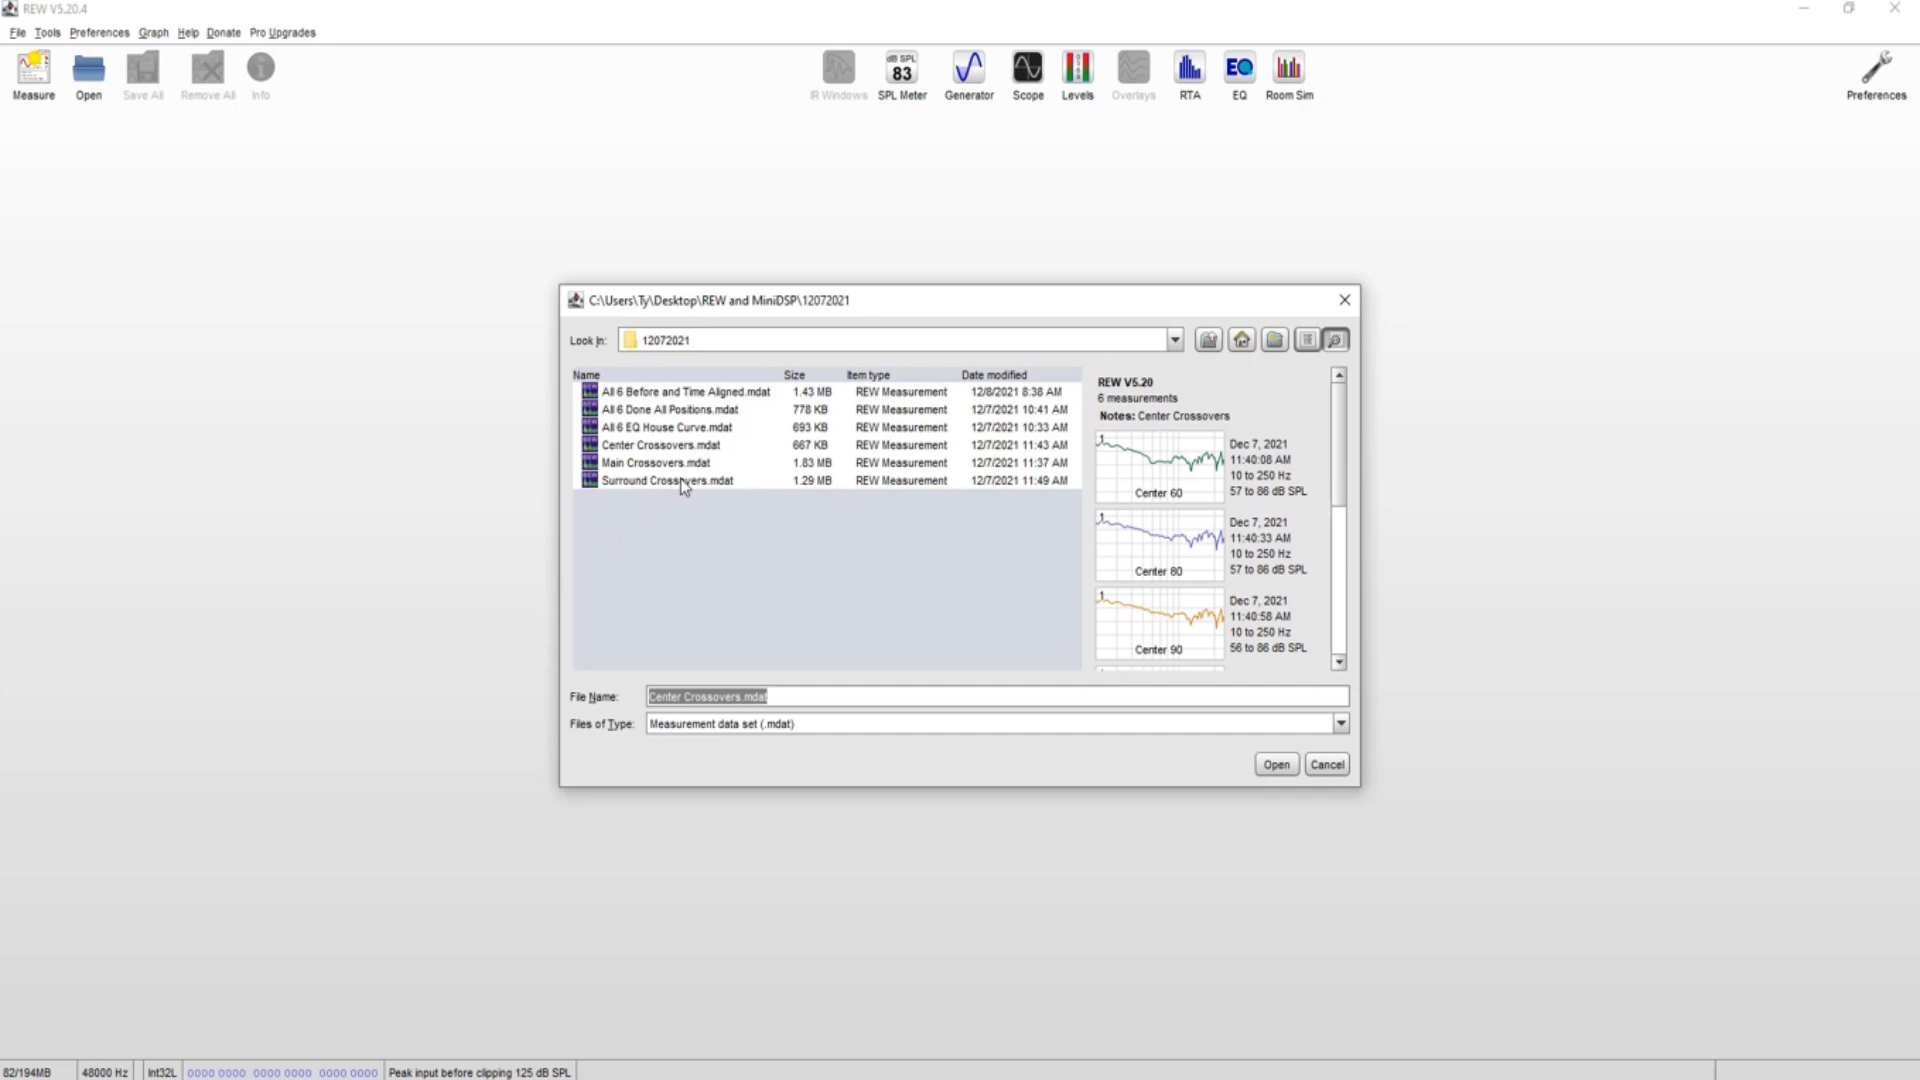 REW V5.20.4
File Tools Preferences Graph Help Donate Pro Upgrades
dB SPL
83
EQ
Measure Open Save All Remove All Info IR Windows SPL Meter Generator Scope Levels Overlays RTA EQ Room Sim Preferences
C:\Users\Ty\Desktop\REW and MiniDSP\12072021
Look In: 12072021
Name Size Item type Date modified
All 6 Before and Time Aligned.mdat 1.43 MB REW Measurement 12/8/2021 8:38 AM
All 6 Done All Positions.mdat 778 KB REW Measurement 12/7/2021 10:41 AM
All 6 EQ House Curve.mdat 693 KB REW Measurement 12/7/2021 10:33 AM
Center Crossovers.mdat 667 KB REW Measurement 12/7/2021 11:43 AM
Main Crossovers.mdat 1.83 MB REW Measurement 12/7/2021 11:37 AM
Surround Crossovers.mdat 1.29 MB REW Measurement 12/7/2021 11:49 AM
REW V5.20
6 measurements
Notes: Center Crossovers
1
Center 60
Dec 7, 2021
11:40:08 AM
10 to 250 Hz
57 to 86 dB SPL
1
Center 80
Dec 7, 2021
11:40:33 AM
10 to 250 Hz
57 to 86 dB SPL
1
Center 90
Dec 7, 2021
11:40:58 AM
10 to 250 Hz
56 to 86 dB SPL
File Name: Center Crossovers.mdat
Files of Type: Measurement data set (.mdat)
Open Cancel
82/194MB 48000 Hz Int32L 0000 0000 0000 0000 0000 0000 Peak input before clipping 125 dB SPL